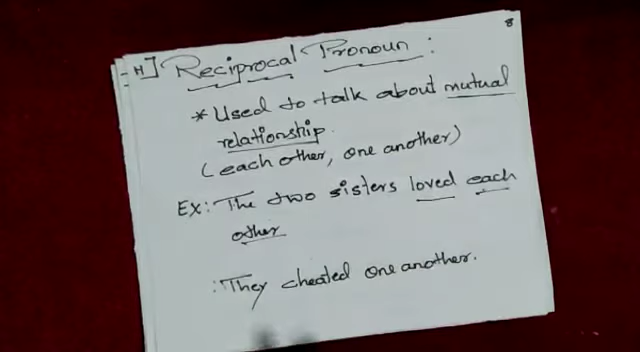 8
H] Reciprocal Pronoun :
* Used to talk about mutual
relationship.
(each other, one another)
Ex: The two sisters loved each
other
: They cheated one another.